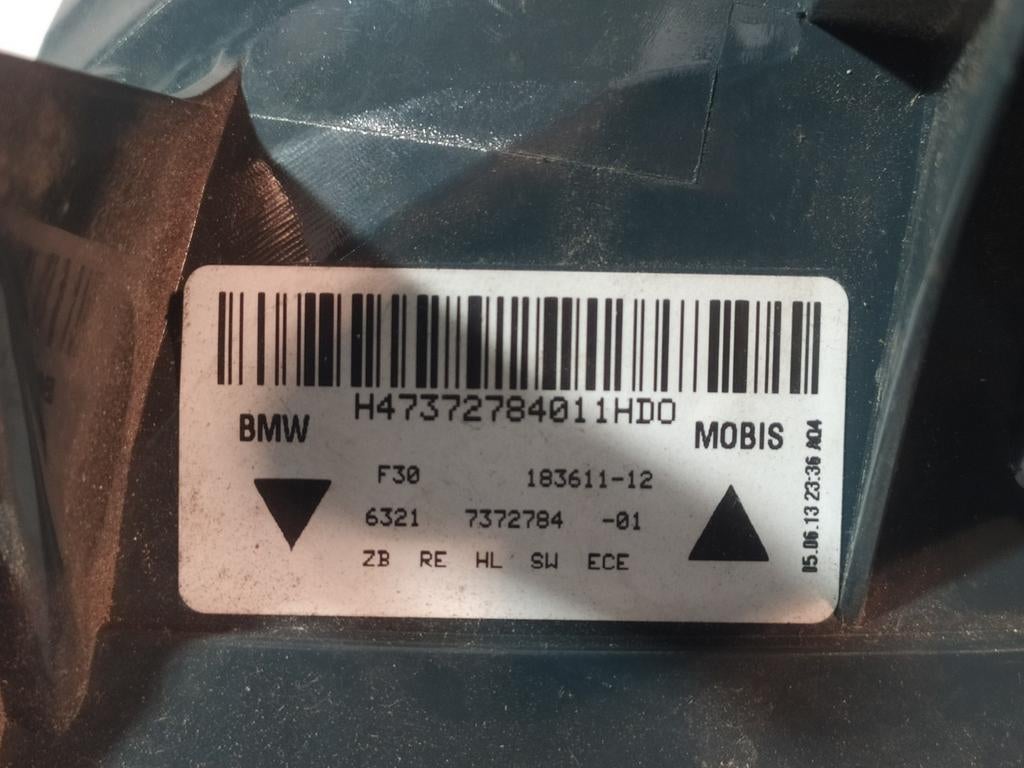 H47372784011HDO
BMW
MOBIS
F30 183611-12
6321 7372784 -01
ZB RE HL SW ECE
05.06.13 23:36 A04